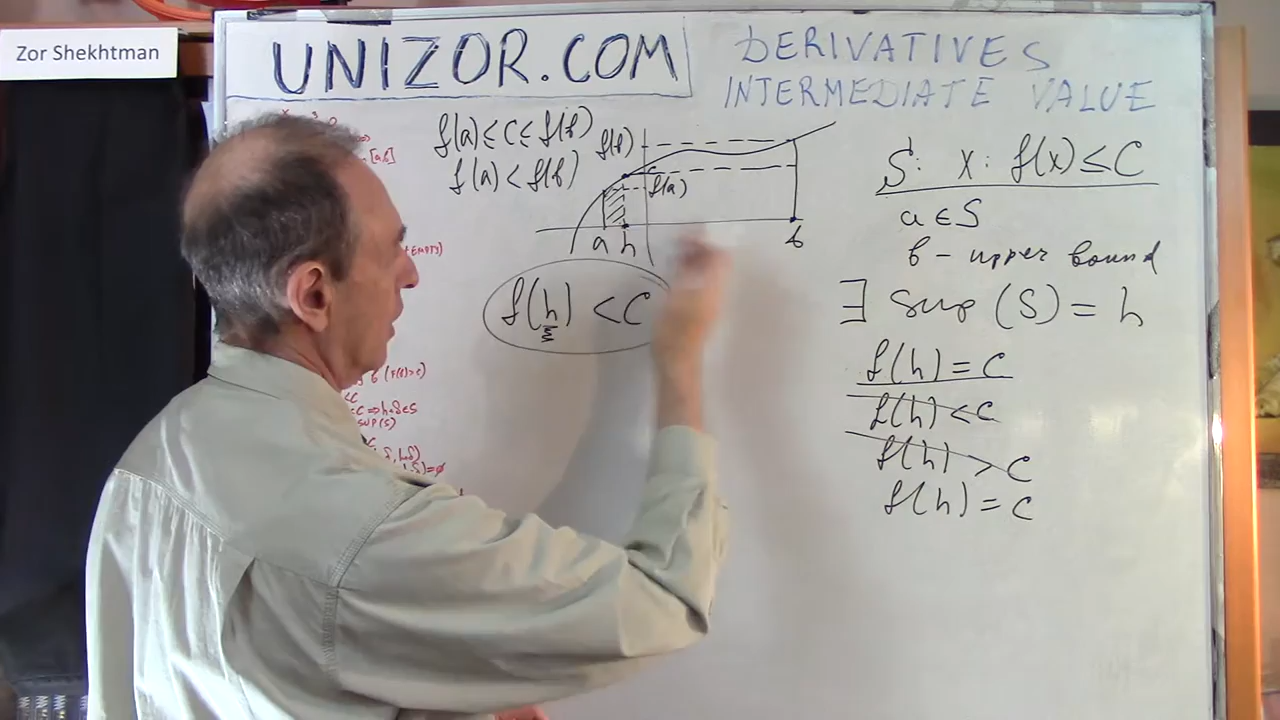 Zor Shekhtman
UNIZOR.COM
DERIVATIVES
INTERMEDIATE VALUE
f(a) ≤ C ≤ f(b)
f(a) < f(b)
f(b)
f(a)
a h
b
f(h) < C
S: x: f(x) ≤ C
a ∈ S
b - upper bound
∃ sup (S) = h
f(h) = C
f(h) < C
f(h) > C
f(h) = C
[a,b]